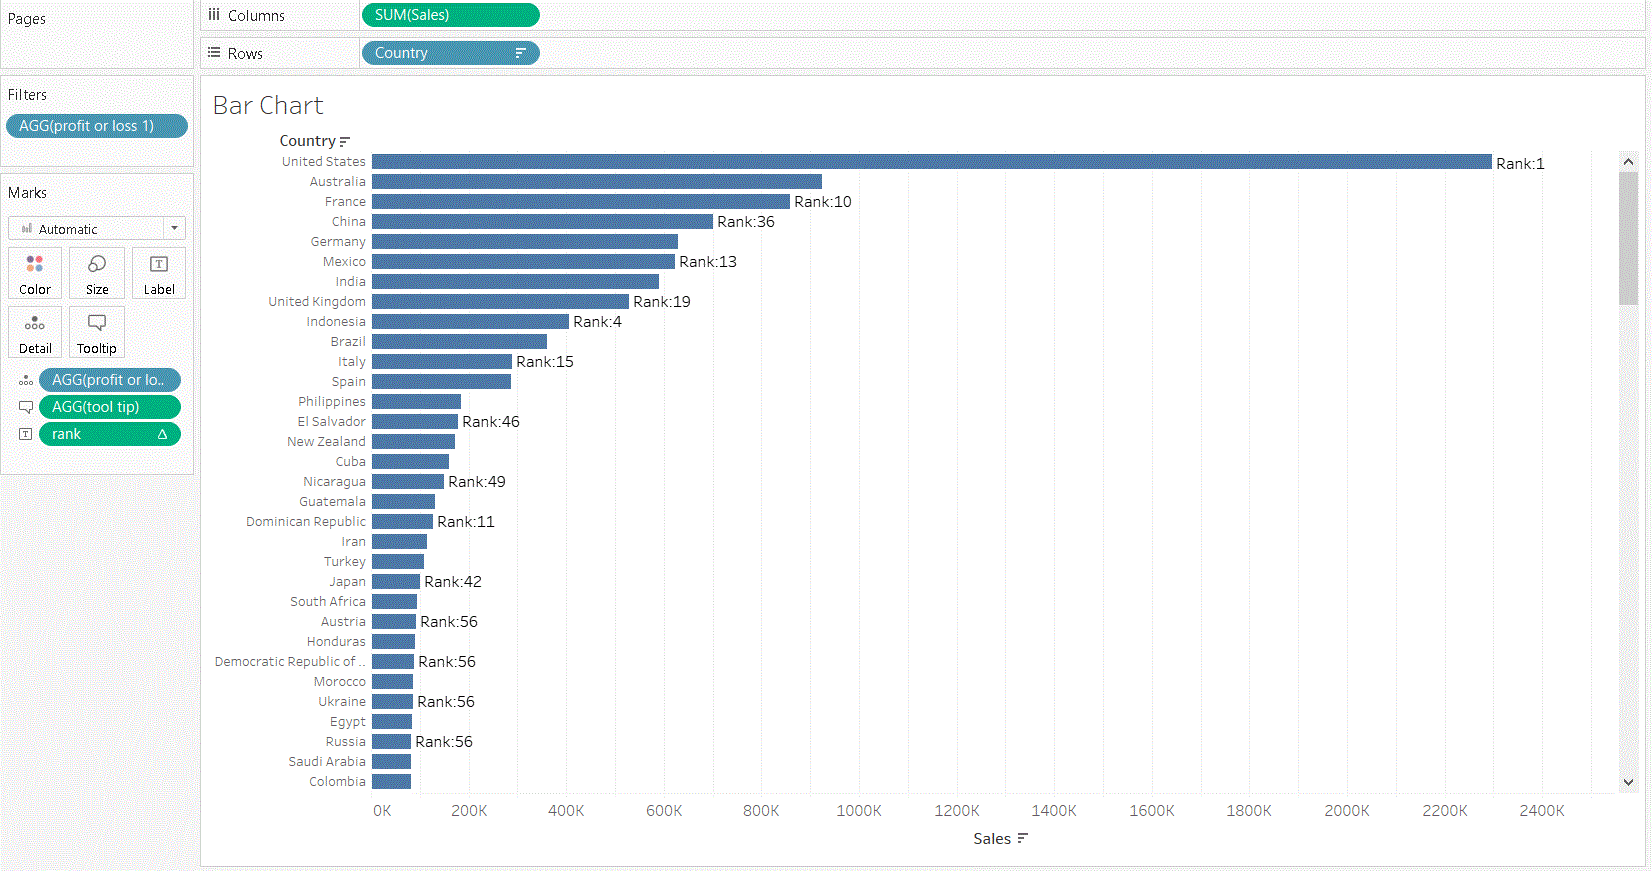 Pages
Columns
SUM(Sales)
Rows
Country
Filters
AGG(profit or loss 1)
Marks
Automatic
Color
Size
Label
Detail
Tooltip
AGG(profit or lo..
AGG(tool tip)
rank
Bar Chart
Country
United States Rank:1
Australia
France Rank:10
China Rank:36
Germany
Mexico Rank:13
India
United Kingdom Rank:19
Indonesia Rank:4
Brazil
Italy Rank:15
Spain
Philippines
El Salvador Rank:46
New Zealand
Cuba
Nicaragua Rank:49
Guatemala
Dominican Republic Rank:11
Iran
Turkey
Japan Rank:42
South Africa
Austria Rank:56
Honduras
Democratic Republic of .. Rank:56
Morocco
Ukraine Rank:56
Egypt
Russia Rank:56
Saudi Arabia
Colombia
0K 200K 400K 600K 800K 1000K 1200K 1400K 1600K 1800K 2000K 2200K 2400K
Sales